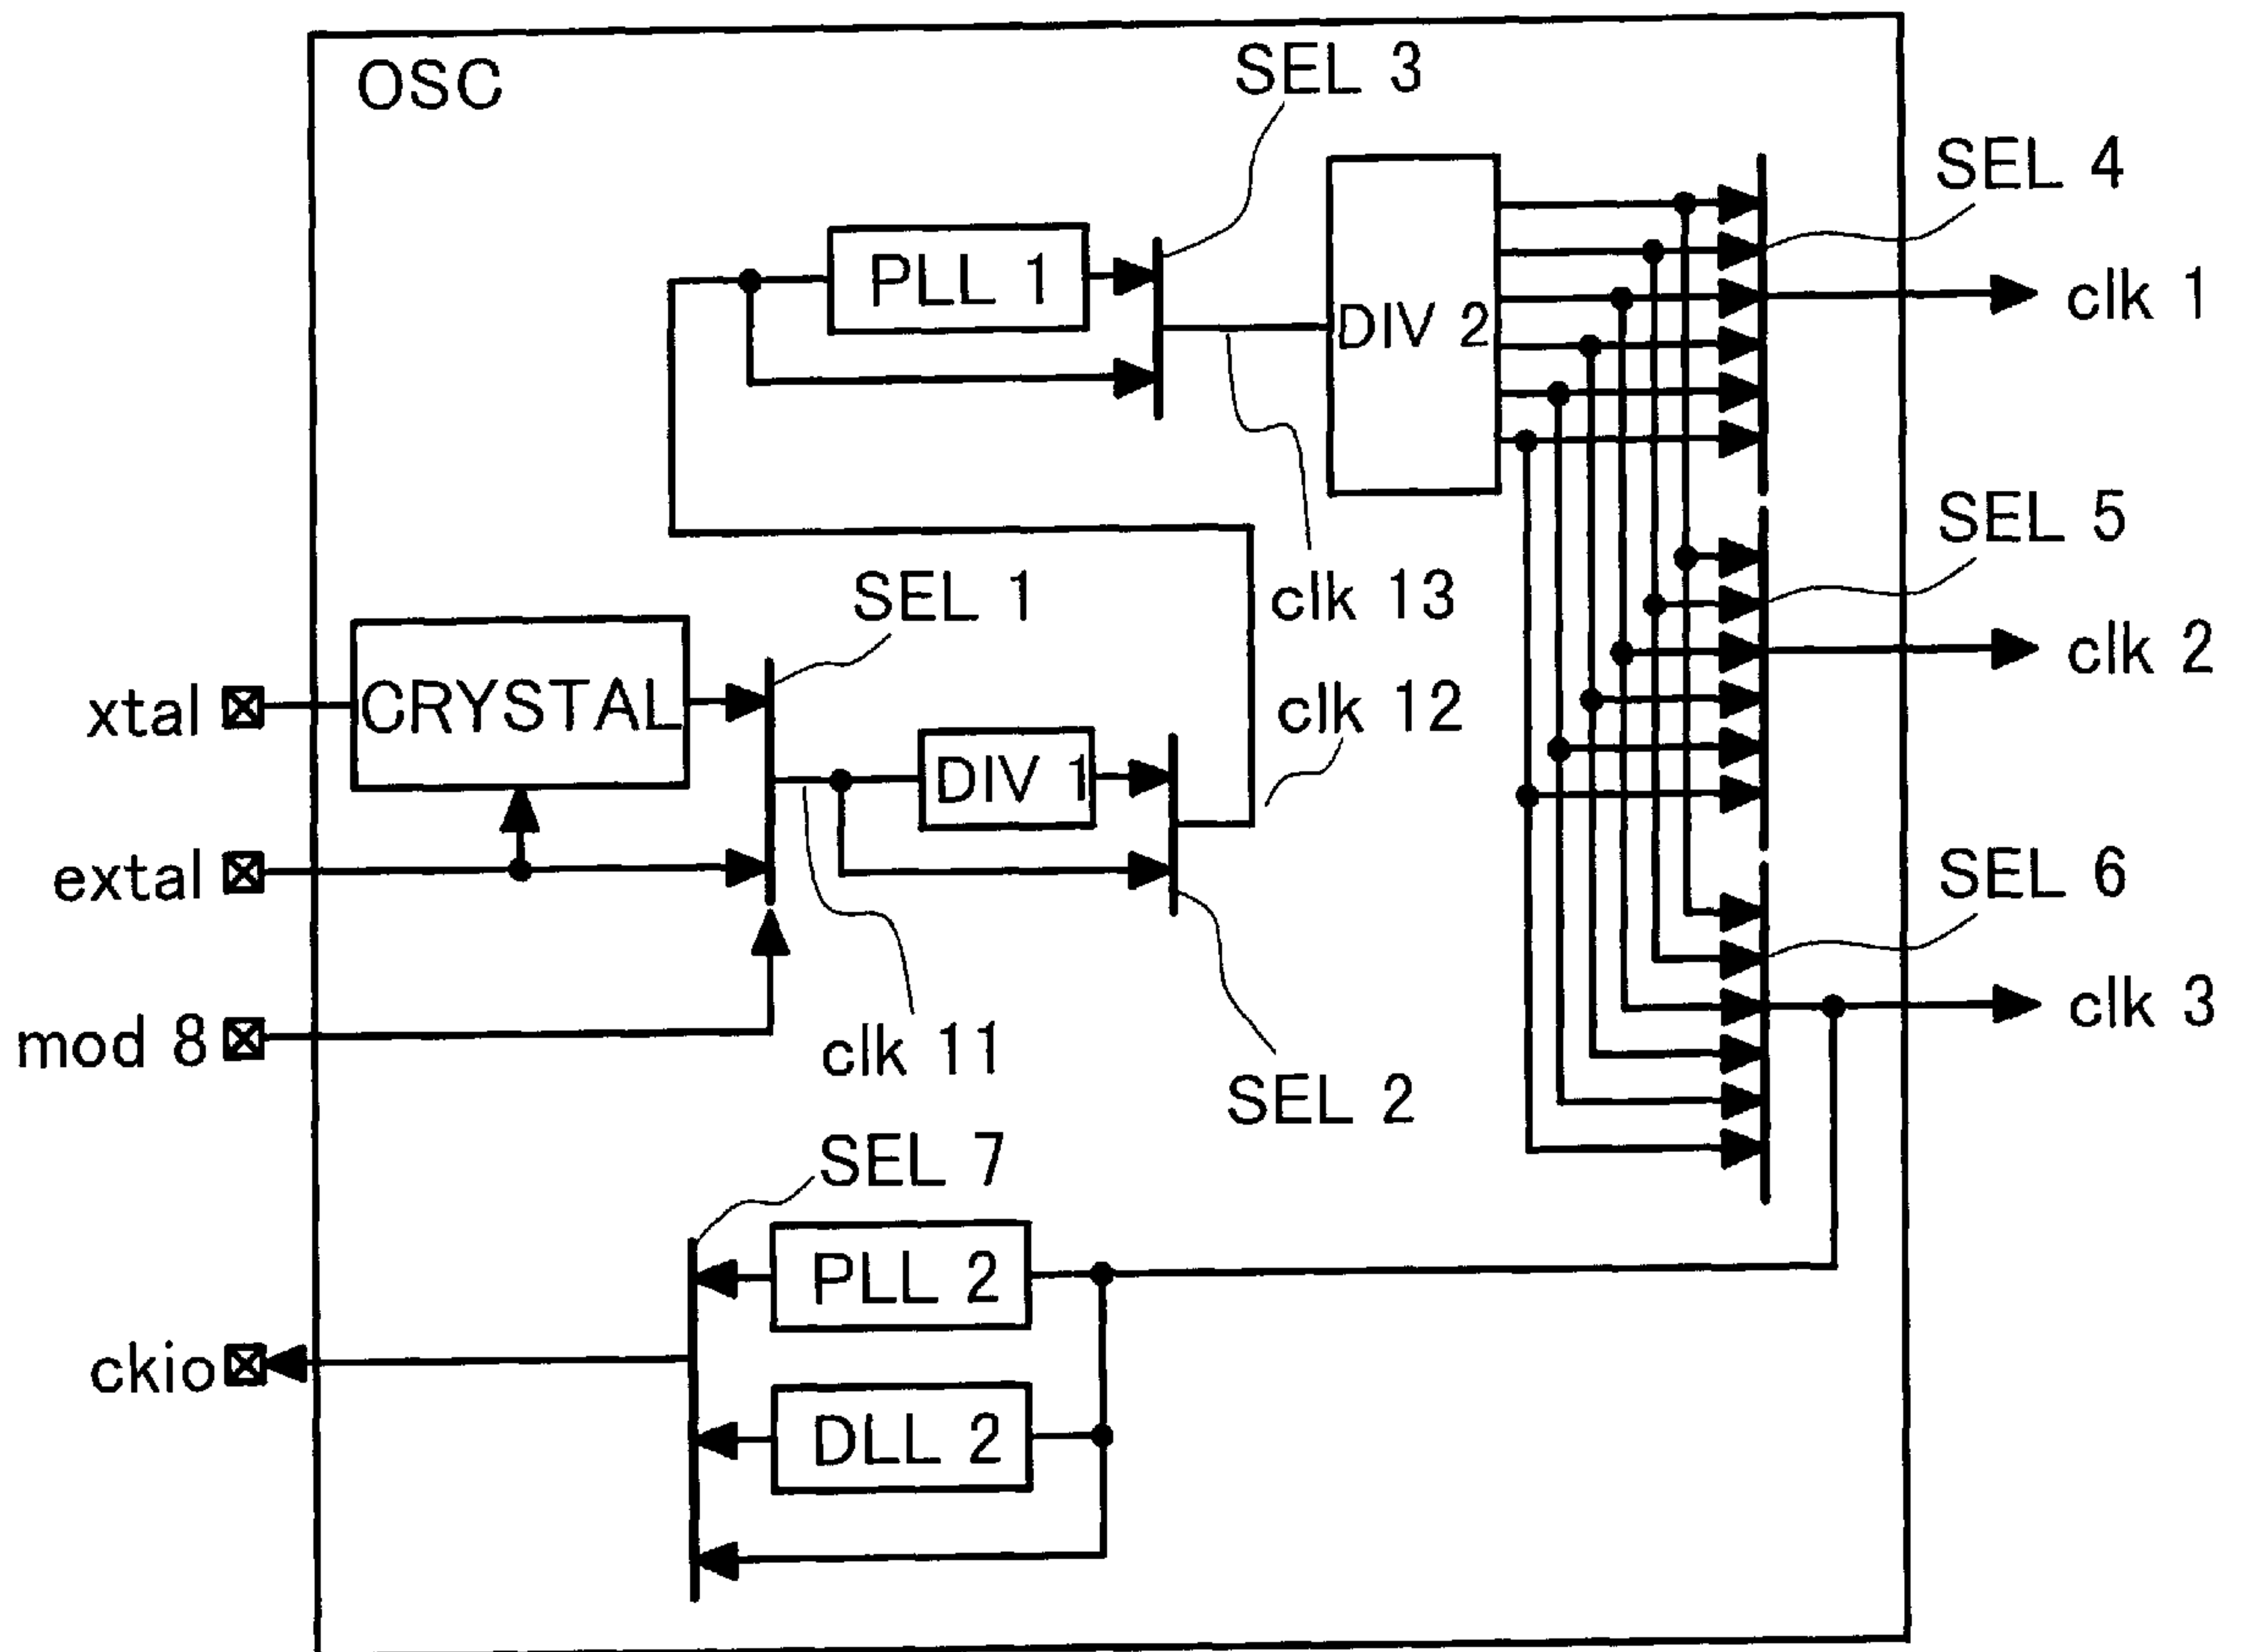 OSC
SEL 3
SEL 4
PLL 1
clk 1
DIV 2
SEL 5
SEL 1
clk 13
clk 2
xtal
CRYSTAL
clk 12
DIV 1
extal
SEL 6
clk 3
mod 8
clk 11
SEL 2
SEL 7
PLL 2
ckio
DLL 2